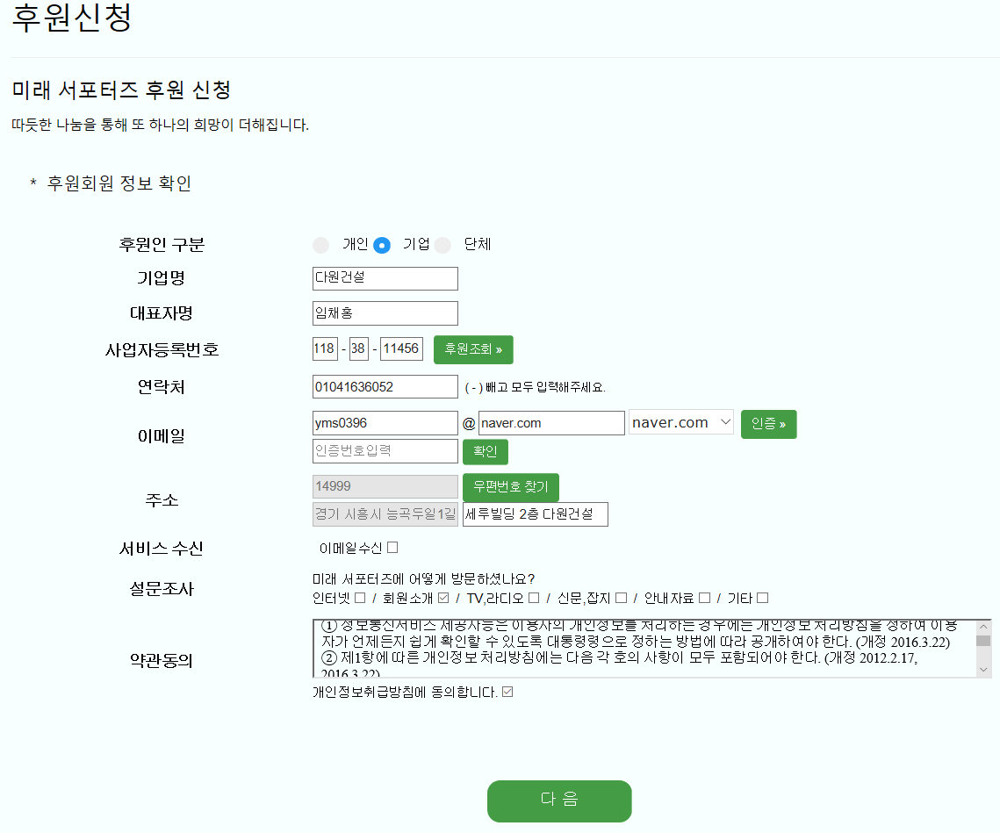 후원신청
미래 서포터즈 후원 신청
따듯한 나눔을 통해 또 하나의 희망이 더해집니다.
* 후원회원 정보 확인
후원인 구분 개인 기업 단체
기업명 다원건설
대표자명 임채홍
사업자등록번호 118 - 38 - 11456 후원조회 »
연락처 01041636052 ( - ) 빼고 모두 입력해주세요.
이메일 yms0396 @ naver.com naver.com 인증 »
인증번호입력 확인
주소 14999 우편번호 찾기
경기 시흥시 능곡두일1길 세루빌딩 2층 다원건설
서비스 수신 이메일수신
설문조사 미래 서포터즈에 어떻게 방문하셨나요?
인터넷 / 회원소개 / TV,라디오 / 신문,잡지 / 안내자료 / 기타
약관동의 ① 정보통신서비스 제공자등은 이용자의 개인정보를 처리하는 경우에는 개인정보 처리방침을 정하여 이용
자가 언제든지 쉽게 확인할 수 있도록 대통령령으로 정하는 방법에 따라 공개하여야 한다. (개정 2016.3.22)
② 제1항에 따른 개인정보 처리방침에는 다음 각 호의 사항이 모두 포함되어야 한다. (개정 2012.2.17,
2016.3.22)
개인정보취급방침에 동의합니다.
다 음